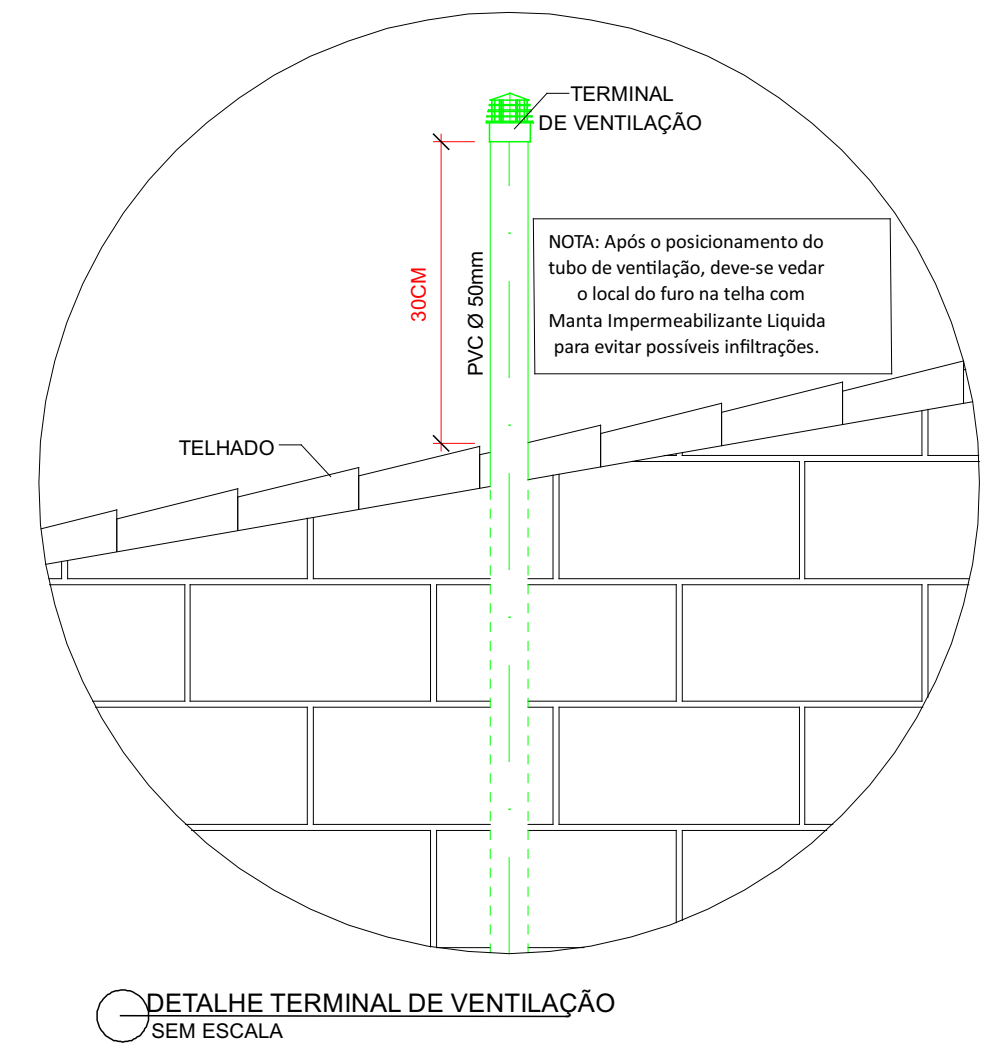 TERMINAL
DE VENTILAÇÃO
NOTA: Após o posicionamento do
tubo de ventilação, deve-se vedar
o local do furo na telha com
Manta Impermeabilizante Liquida
para evitar possíveis infiltrações.
30CM
PVC Ø 50mm
TELHADO
DETALHE TERMINAL DE VENTILAÇÃO
SEM ESCALA